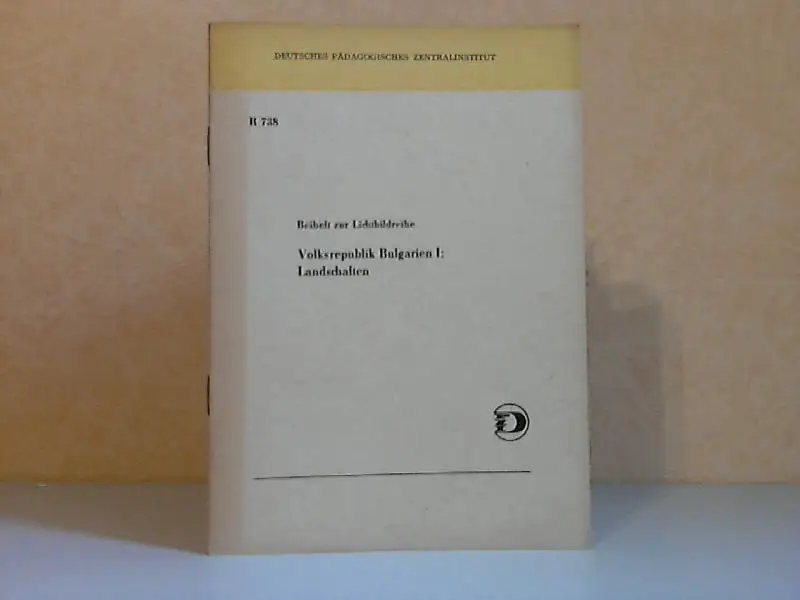 DEUTSCHES PÄDAGOGISCHES ZENTRALINSTITUT
R 738
Beiheft zur Lichtbildreihe
Volksrepublik Bulgarien I:
Landschaften